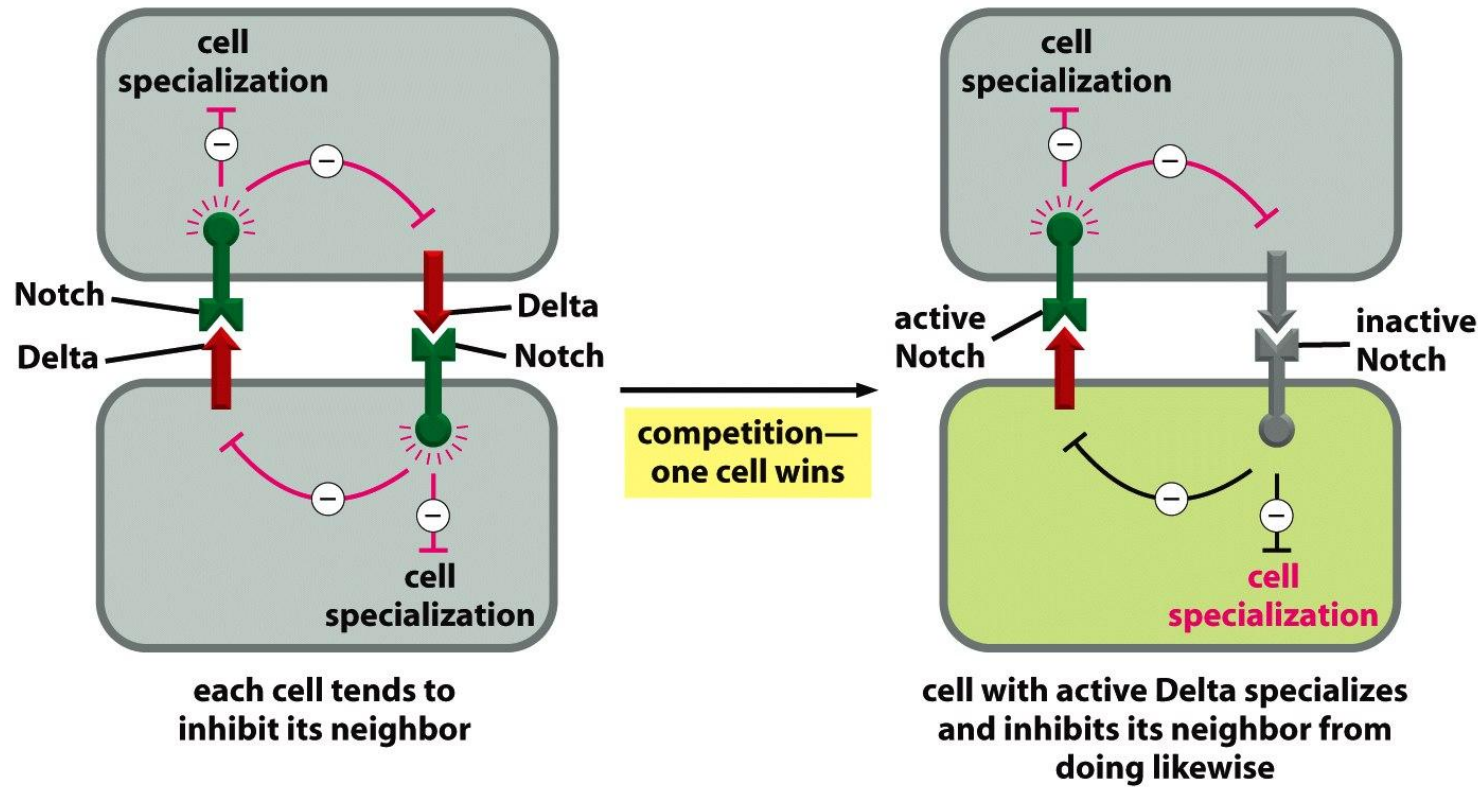 cell
specialization
−
−
Notch
Delta
Delta
Notch
−
−
cell
specialization
each cell tends to
inhibit its neighbor
competition—
one cell wins
cell
specialization
−
−
active
Notch
inactive
Notch
−
−
cell
specialization
cell with active Delta specializes
and inhibits its neighbor from
doing likewise